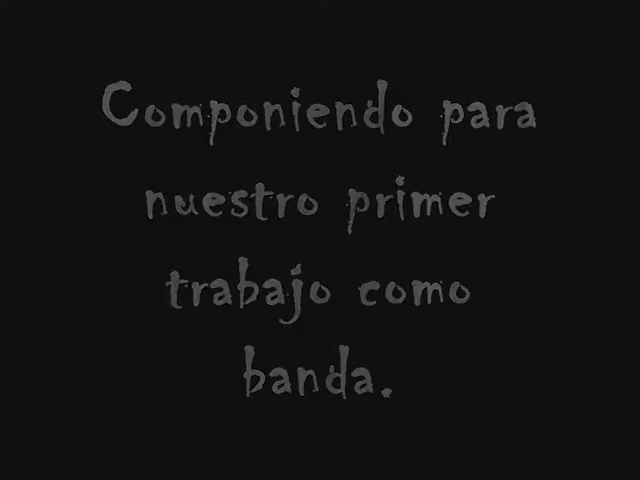 Componiendo para
nuestro primer
trabajo como
banda.